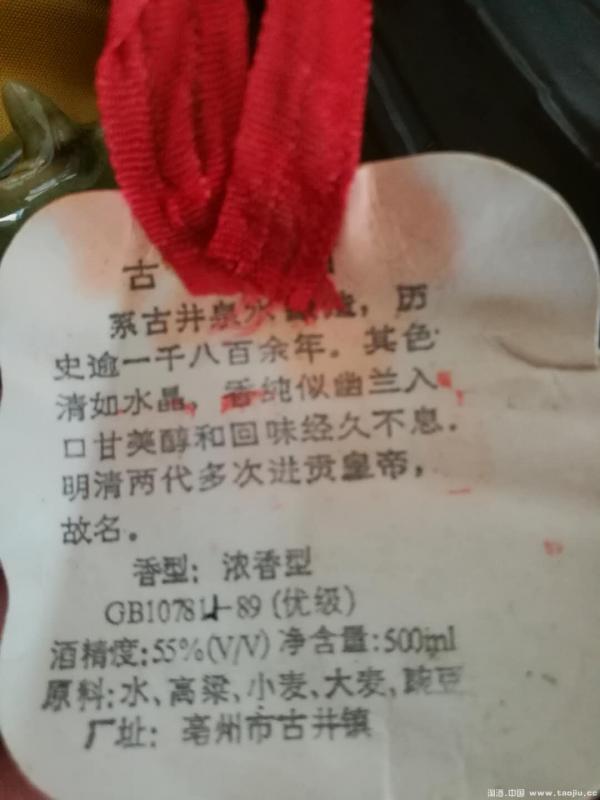 古
系古井泉水造，历
史逾一千八百余年。其色
清如水晶，香纯似幽兰入
口甘美醇和回味经久不息.
明清两代多次进贡皇帝，
故名。
香型：浓香型
GB10781.1-89(优级)
酒精度:55%(V/V)净含量:500ml
原料:水、高梁、小麦、大麦、豌豆
厂址：亳州市古井镇
淘酒.中国 www.taojiu.cc